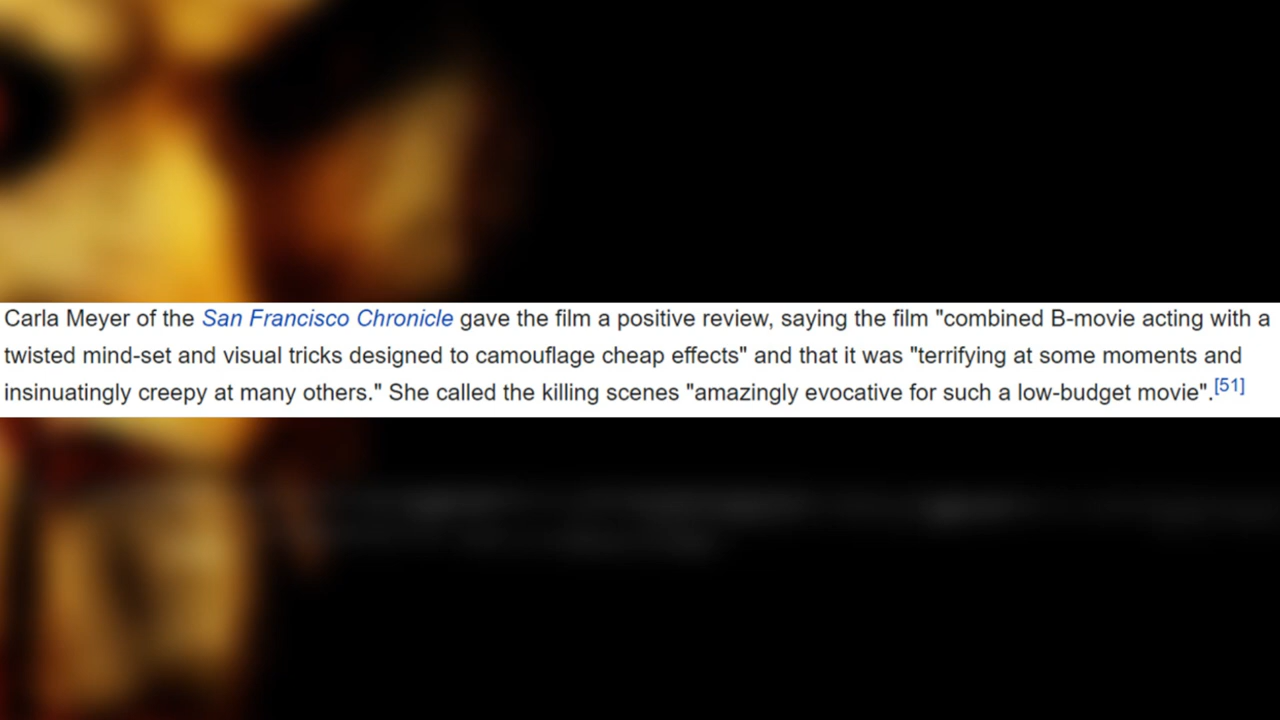 Carla Meyer of the San Francisco Chronicle gave the film a positive review, saying the film "combined B-movie acting with a
twisted mind-set and visual tricks designed to camouflage cheap effects" and that it was "terrifying at some moments and
insinuatingly creepy at many others." She called the killing scenes "amazingly evocative for such a low-budget movie".[51]